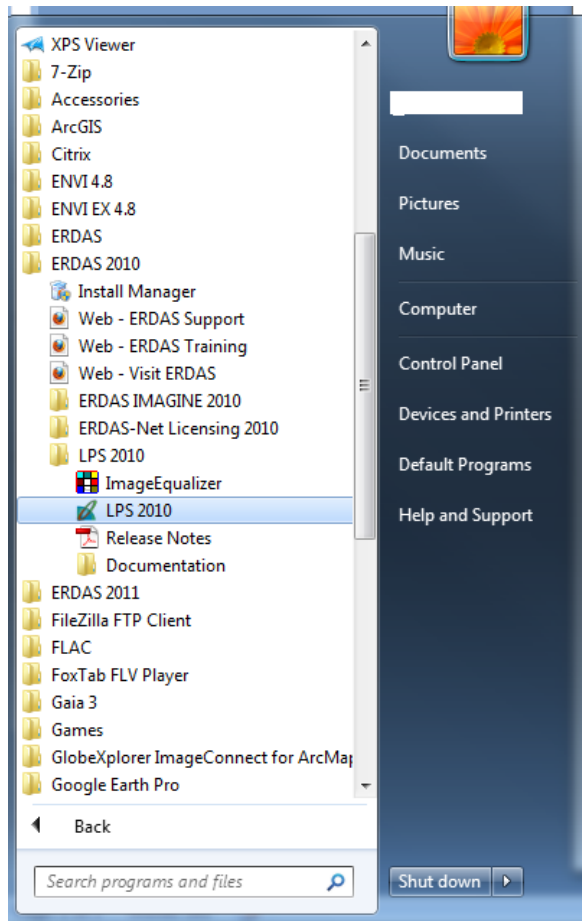 XPS Viewer
7-Zip
Accessories
ArcGIS
Citrix
ENVI 4.8
ENVI EX 4.8
ERDAS
ERDAS 2010
Install Manager
Web - ERDAS Support
Web - ERDAS Training
Web - Visit ERDAS
ERDAS IMAGINE 2010
ERDAS-Net Licensing 2010
LPS 2010
ImageEqualizer
LPS 2010
Release Notes
Documentation
ERDAS 2011
FileZilla FTP Client
FLAC
FoxTab FLV Player
Gaia 3
Games
GlobeXplorer ImageConnect for ArcMap
Google Earth Pro
Back
Search programs and files
Documents
Pictures
Music
Computer
Control Panel
Devices and Printers
Default Programs
Help and Support
Shut down